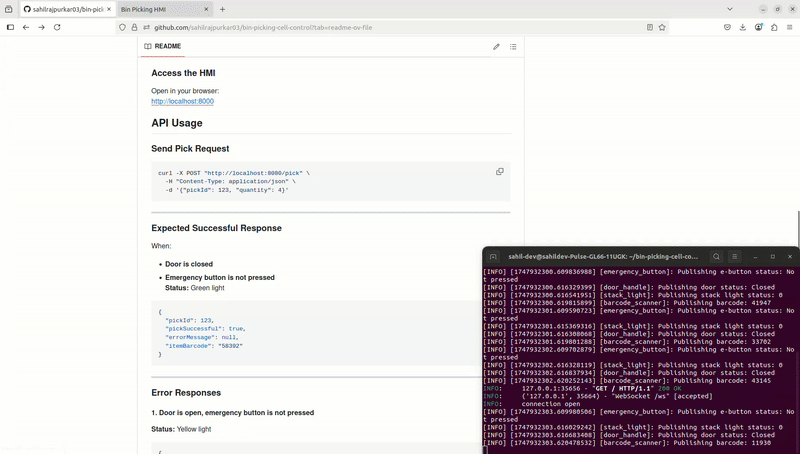 sahilrajpurkar03/bin-pick
Bin Picking HMI
github.com/sahilrajpurkar03/bin-picking-cell-control?tab=readme-ov-file
README
Access the HMI
Open in your browser:
http://localhost:8000
API Usage
Send Pick Request
curl -X POST "http://localhost:8080/pick" \
-H "Content-Type: application/json" \
-d '{"pickId": 123, "quantity": 4}'
Expected Successful Response
When:
• Door is closed
• Emergency button is not pressed
Status: Green light
{
"pickId": 123,
"pickSuccessful": true,
"errorMessage": null,
"itemBarcode": "58392"
}
Error Responses
1. Door is open, emergency button is not pressed
Status: Yellow light
{
sahil-dev@sahildev-Pulse-GL66-11UGK: ~/bin-picking-cell-co...
[INFO] [1747932300.609836988] [emergency_button]: Publishing e-button status: No
t pressed
[INFO] [1747932300.616329399] [door_handle]: Publishing door status: Closed
[INFO] [1747932300.616541951] [stack_light]: Publishing stack light status: 0
[INFO] [1747932300.619815899] [barcode_scanner]: Publishing barcode: 41947
[INFO] [1747932301.609590723] [emergency_button]: Publishing e-button status: No
t pressed
[INFO] [1747932301.615369316] [stack_light]: Publishing stack light status: 0
[INFO] [1747932301.616308068] [door_handle]: Publishing door status: Closed
[INFO] [1747932301.619801288] [barcode_scanner]: Publishing barcode: 33702
[INFO] [1747932302.609702879] [emergency_button]: Publishing e-button status: No
t pressed
[INFO] [1747932302.616328119] [stack_light]: Publishing stack light status: 0
[INFO] [1747932302.616837934] [door_handle]: Publishing door status: Closed
[INFO] [1747932302.620252143] [barcode_scanner]: Publishing barcode: 43145
INFO: 127.0.0.1:35656 - "GET / HTTP/1.1" 200 OK
INFO: ('127.0.0.1', 35664) - "WebSocket /ws" [accepted]
INFO: connection open
[INFO] [1747932303.609980506] [emergency_button]: Publishing e-button status: No
t pressed
[INFO] [1747932303.616029242] [stack_light]: Publishing stack light status: 0
[INFO] [1747932303.616683408] [door_handle]: Publishing door status: Closed
[INFO] [1747932303.620478532] [barcode_scanner]: Publishing barcode: 11930